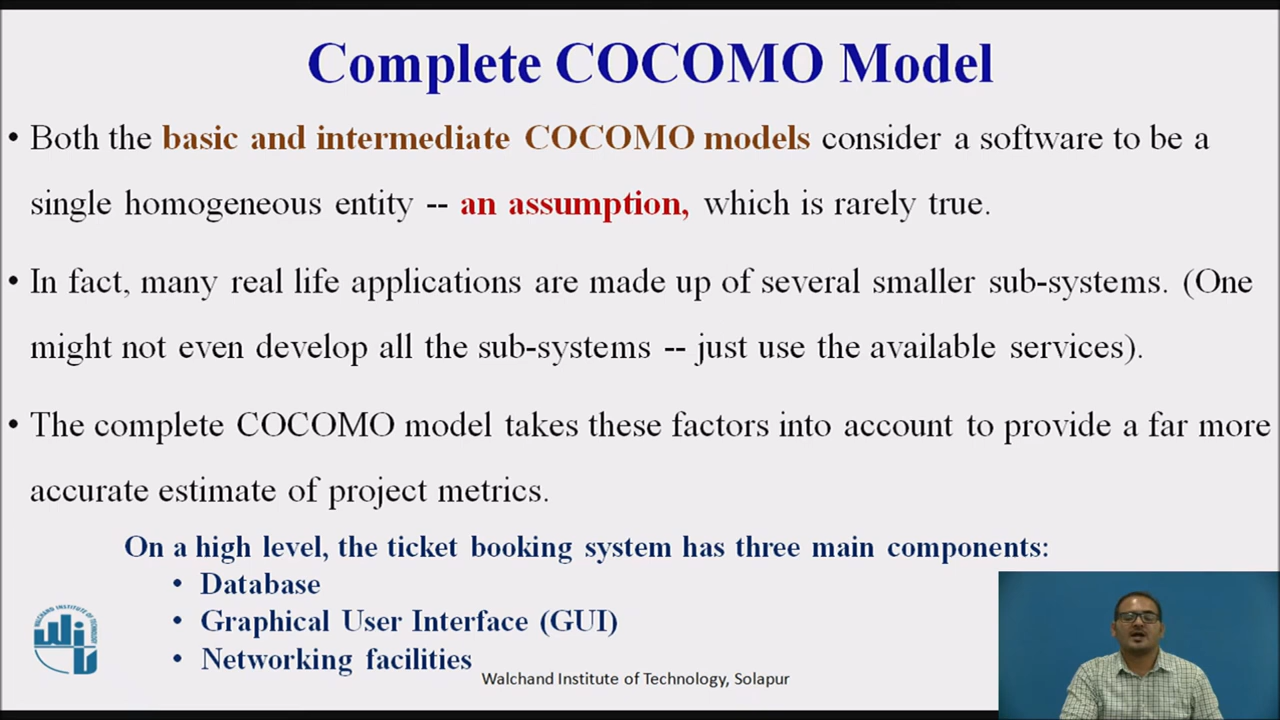 Complete COCOMO Model
• Both the basic and intermediate COCOMO models consider a software to be a
single homogeneous entity -- an assumption, which is rarely true.
• In fact, many real life applications are made up of several smaller sub-systems. (One
might not even develop all the sub-systems -- just use the available services).
• The complete COCOMO model takes these factors into account to provide a far more
accurate estimate of project metrics.
On a high level, the ticket booking system has three main components:
• Database
• Graphical User Interface (GUI)
• Networking facilities
WALCHAND INSTITUTE OF TECHNOLOGY
Walchand Institute of Technology, Solapur